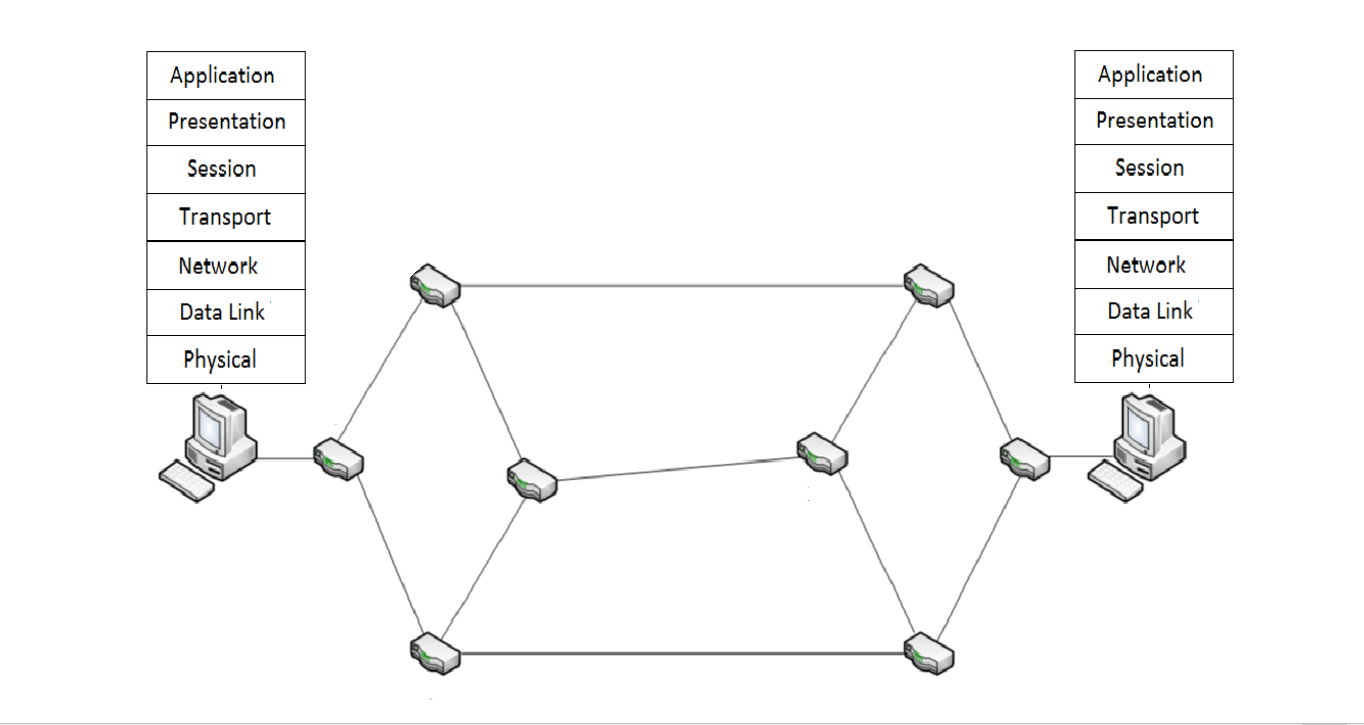 Application
Presentation
Session
Transport
Network
Data Link
Physical
Application
Presentation
Session
Transport
Network
Data Link
Physical